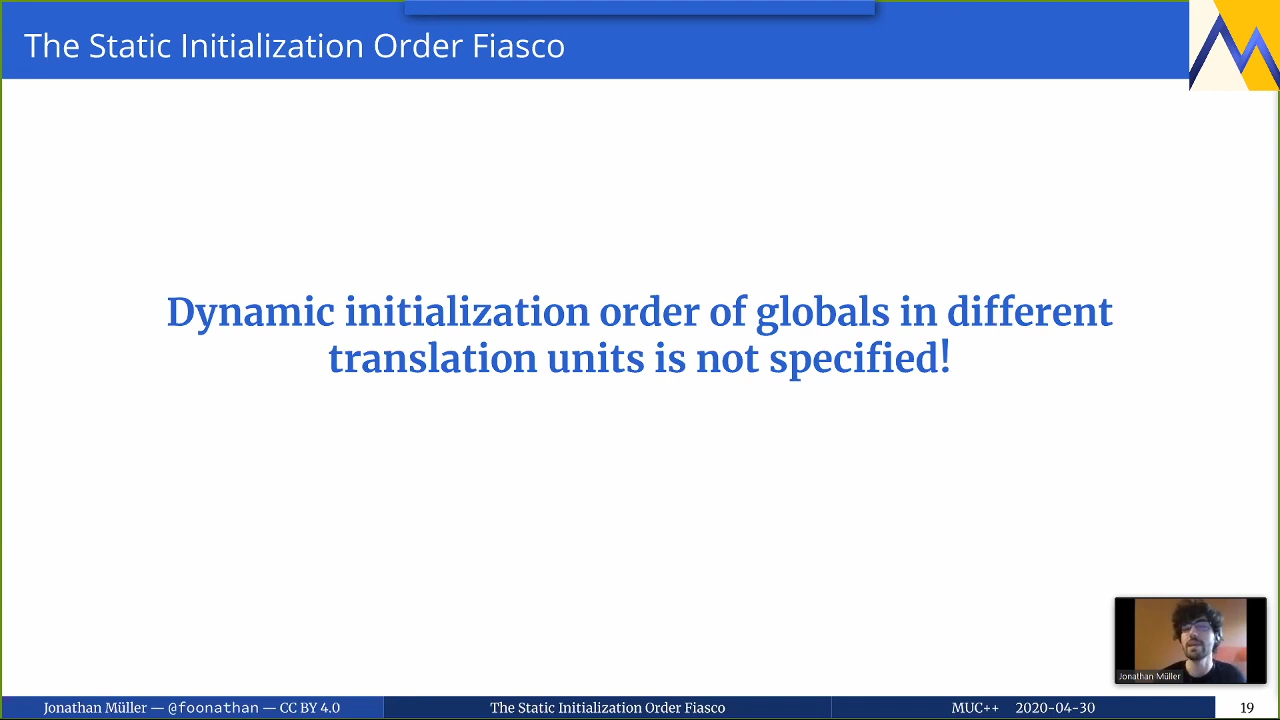 The Static Initialization Order Fiasco
Dynamic initialization order of globals in different
translation units is not specified!
Jonathan Müller
Jonathan Müller — @foonathan — CC BY 4.0
The Static Initialization Order Fiasco
MUC++ 2020-04-30
19